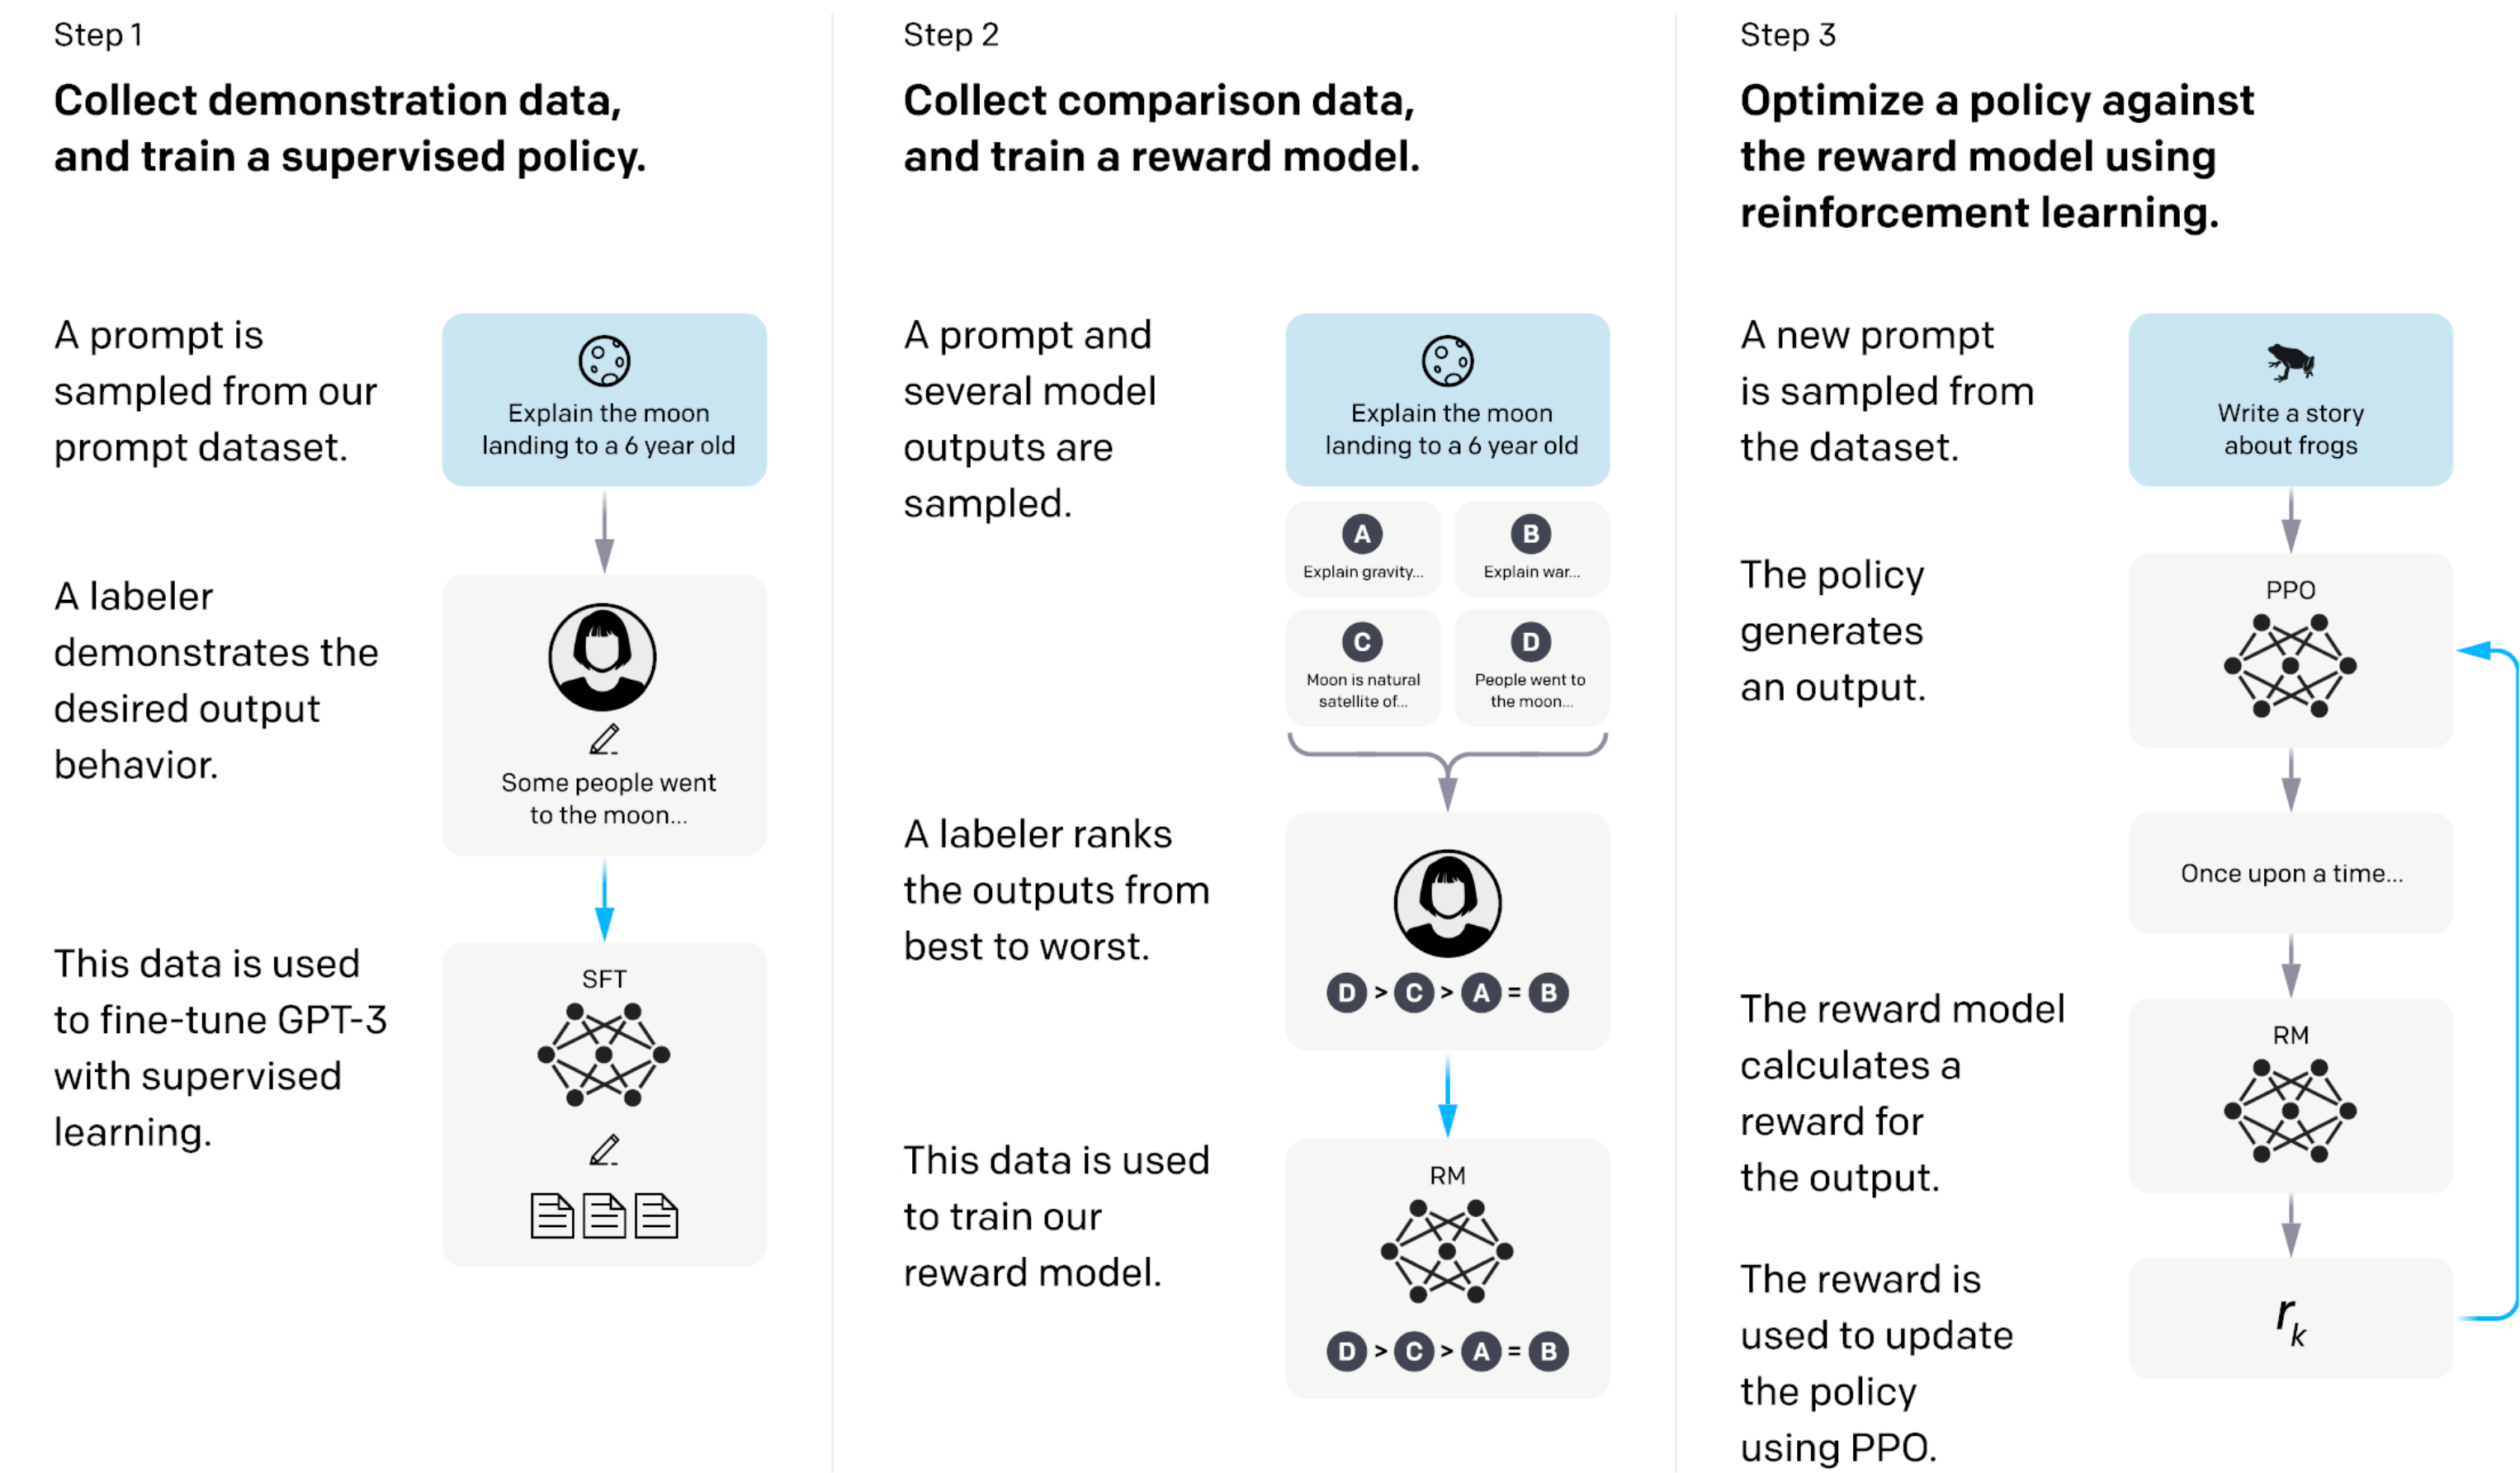 Step 1
Collect demonstration data,
and train a supervised policy.
A prompt is
sampled from our
prompt dataset.
Explain the moon
landing to a 6 year old
A labeler
demonstrates the
desired output
behavior.
Some people went
to the moon...
This data is used
to fine-tune GPT-3
with supervised
learning.
SFT
Step 2
Collect comparison data,
and train a reward model.
A prompt and
several model
outputs are
sampled.
Explain the moon
landing to a 6 year old
A
Explain gravity...
B
Explain war...
C
Moon is natural
satellite of...
D
People went to
the moon...
A labeler ranks
the outputs from
best to worst.
D > C > A = B
This data is used
to train our
reward model.
RM
D > C > A = B
Step 3
Optimize a policy against
the reward model using
reinforcement learning.
A new prompt
is sampled from
the dataset.
Write a story
about frogs
The policy
generates
an output.
PPO
Once upon a time...
The reward model
calculates a
reward for
the output.
RM
The reward is
used to update
the policy
using PPO.
r_k